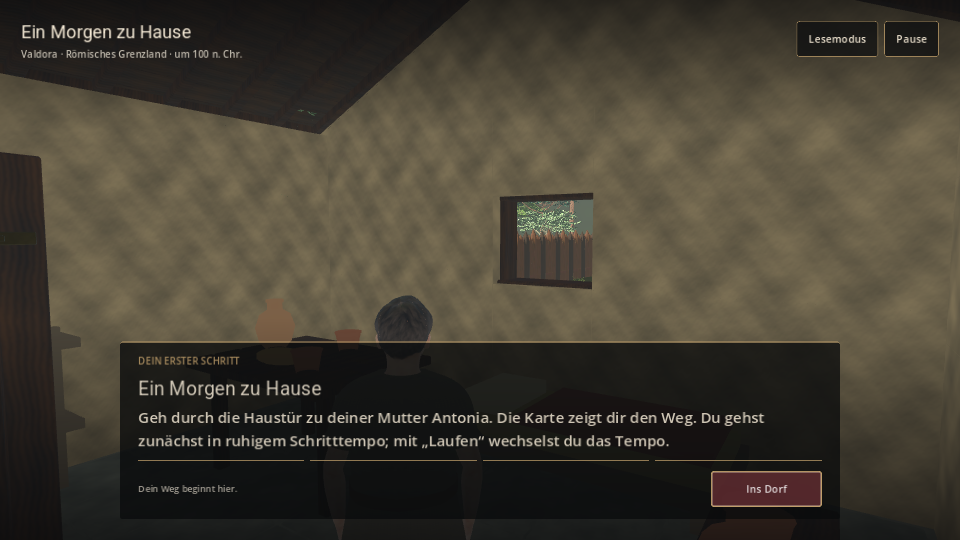 Ein Morgen zu Hause
Valdora · Römisches Grenzland · um 100 n. Chr.
Lesemodus
Pause
DEIN ERSTER SCHRITT
Ein Morgen zu Hause
Geh durch die Haustür zu deiner Mutter Antonia. Die Karte zeigt dir den Weg. Du gehst
zunächst in ruhigem Schritttempo; mit „Laufen“ wechselst du das Tempo.
Dein Weg beginnt hier.
Ins Dorf